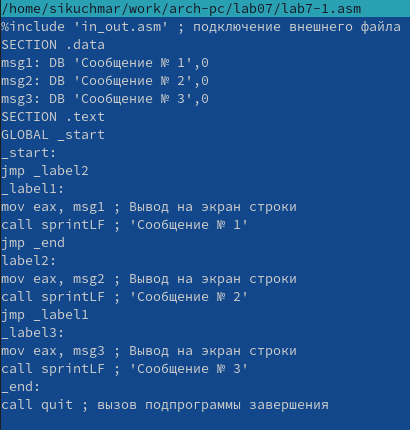 /home/sikuchmar/work/arch-pc/lab07/lab7-1.asm
%include 'in_out.asm' ; подключение внешнего файла
SECTION .data
msg1: DB 'Сообщение № 1',0
msg2: DB 'Сообщение № 2',0
msg3: DB 'Сообщение № 3',0
SECTION .text
GLOBAL _start
_start:
jmp _label2
_label1:
mov eax, msg1 ; Вывод на экран строки
call sprintLF ; 'Сообщение № 1'
jmp _end
label2:
mov eax, msg2 ; Вывод на экран строки
call sprintLF ; 'Сообщение № 2'
jmp _label1
_label3:
mov eax, msg3 ; Вывод на экран строки
call sprintLF ; 'Сообщение № 3'
_end:
call quit ; вызов подпрограммы завершения